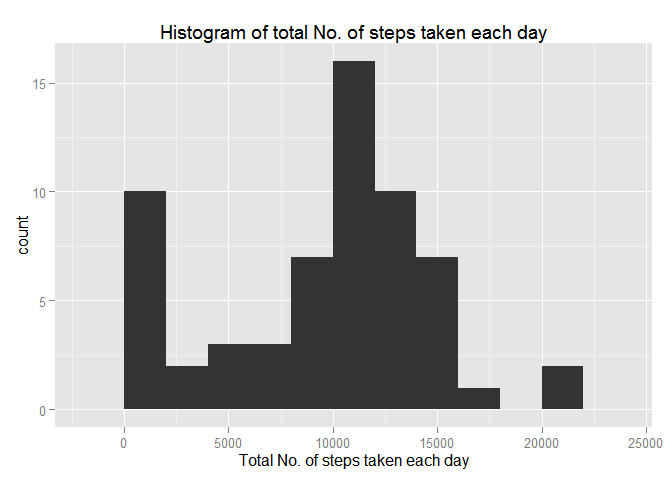 Histogram of total No. of steps taken each day
15
10
5
0
count
0 5000 10000 15000 20000 25000
Total No. of steps taken each day